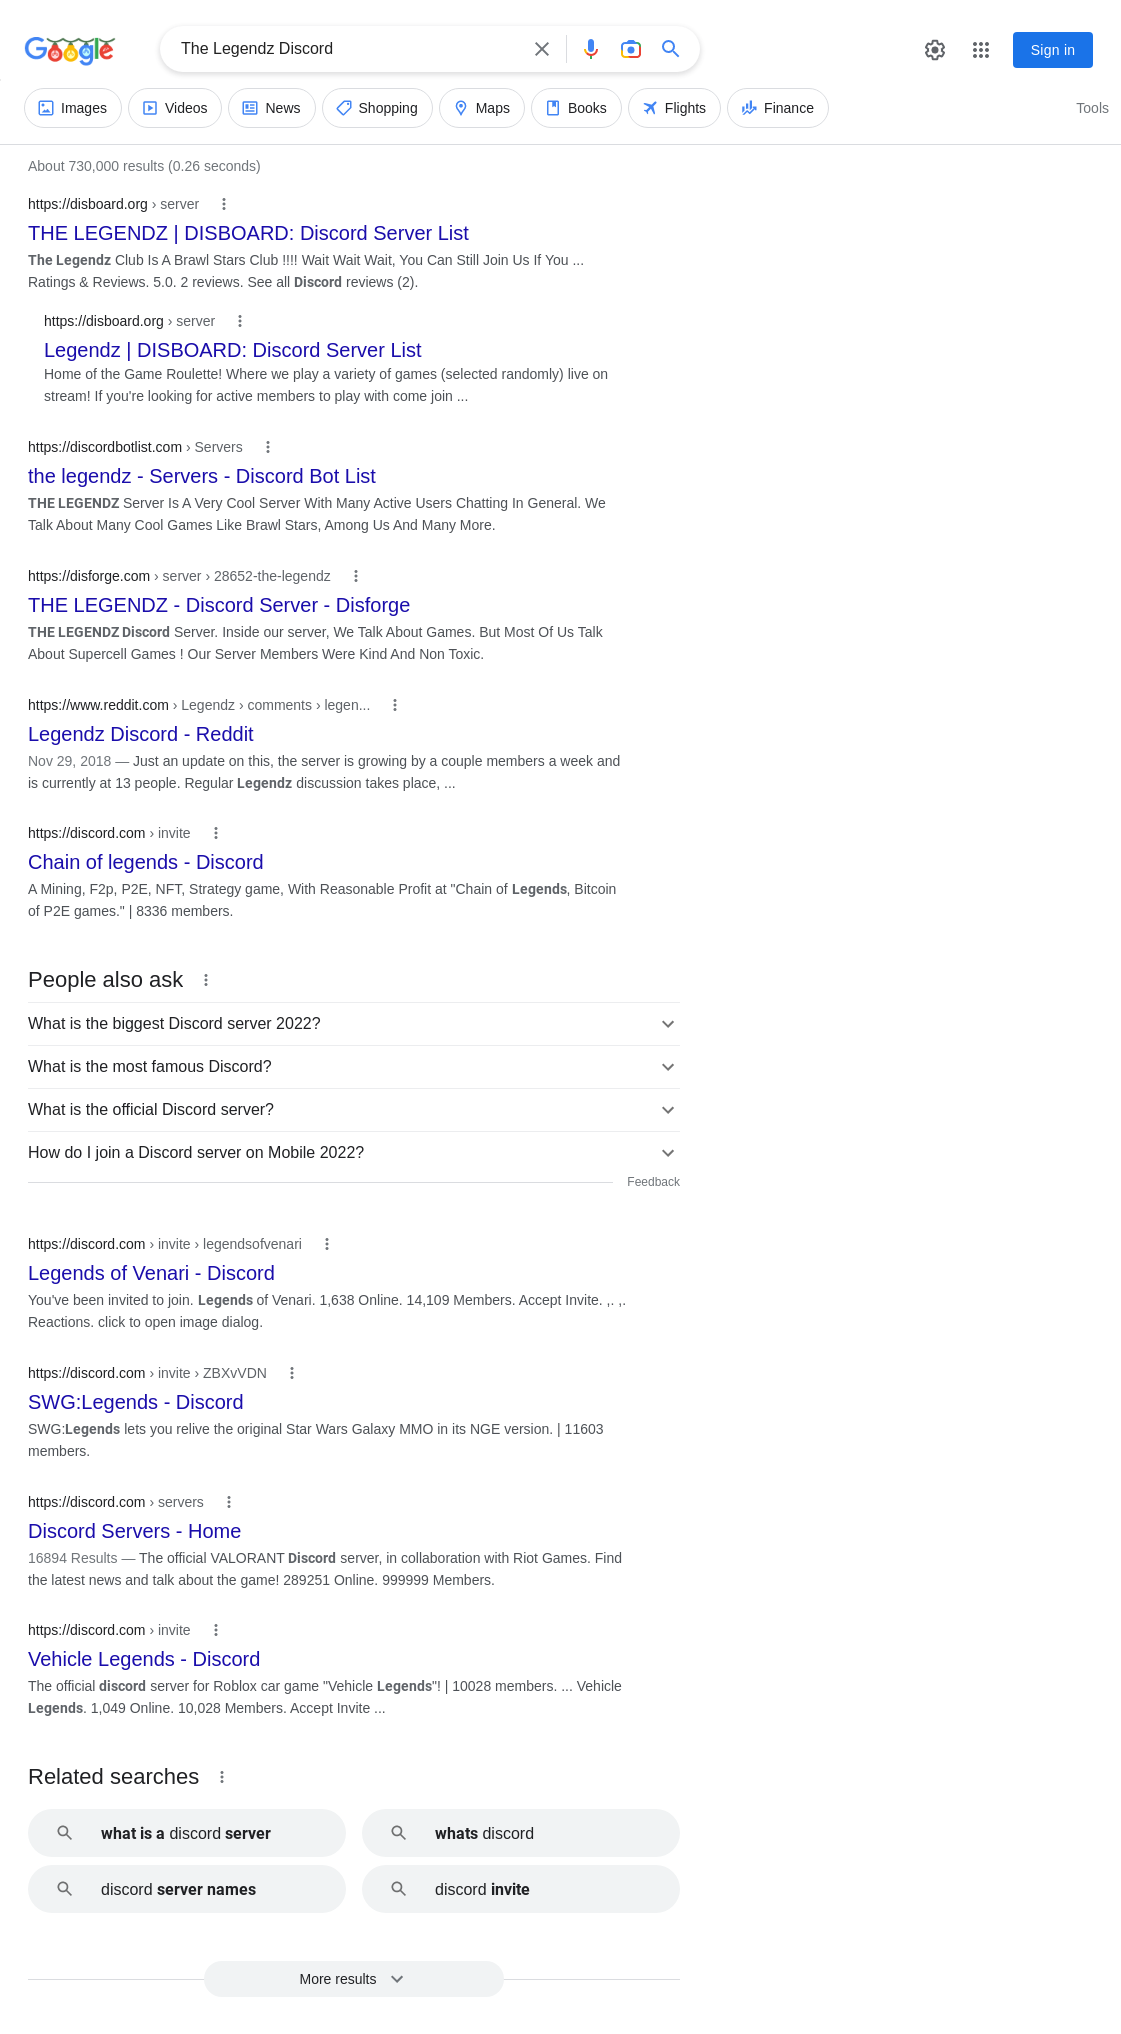 Google
The Legendz Discord
Sign in
Images
Videos
News
Shopping
Maps
Books
Flights
Finance
Tools
About 730,000 results (0.26 seconds)
https://disboard.org › server
THE LEGENDZ | DISBOARD: Discord Server List
The Legendz Club Is A Brawl Stars Club !!!! Wait Wait Wait, You Can Still Join Us If You ...
Ratings & Reviews. 5.0. 2 reviews. See all Discord reviews (2).
https://disboard.org › server
Legendz | DISBOARD: Discord Server List
Home of the Game Roulette! Where we play a variety of games (selected randomly) live on
stream! If you're looking for active members to play with come join ...
https://discordbotlist.com › Servers
the legendz - Servers - Discord Bot List
THE LEGENDZ Server Is A Very Cool Server With Many Active Users Chatting In General. We
Talk About Many Cool Games Like Brawl Stars, Among Us And Many More.
https://disforge.com › server › 28652-the-legendz
THE LEGENDZ - Discord Server - Disforge
THE LEGENDZ Discord Server. Inside our server, We Talk About Games. But Most Of Us Talk
About Supercell Games ! Our Server Members Were Kind And Non Toxic.
https://www.reddit.com › Legendz › comments › legen...
Legendz Discord - Reddit
Nov 29, 2018 — Just an update on this, the server is growing by a couple members a week and
is currently at 13 people. Regular Legendz discussion takes place, ...
https://discord.com › invite
Chain of legends - Discord
A Mining, F2p, P2E, NFT, Strategy game, With Reasonable Profit at "Chain of Legends, Bitcoin
of P2E games." | 8336 members.
People also ask
What is the biggest Discord server 2022?
What is the most famous Discord?
What is the official Discord server?
How do I join a Discord server on Mobile 2022?
Feedback
https://discord.com › invite › legendsofvenari
Legends of Venari - Discord
You've been invited to join. Legends of Venari. 1,638 Online. 14,109 Members. Accept Invite. ,. ,.
Reactions. click to open image dialog.
https://discord.com › invite › ZBXvVDN
SWG:Legends - Discord
SWG:Legends lets you relive the original Star Wars Galaxy MMO in its NGE version. | 11603
members.
https://discord.com › servers
Discord Servers - Home
16894 Results — The official VALORANT Discord server, in collaboration with Riot Games. Find
the latest news and talk about the game! 289251 Online. 999999 Members.
https://discord.com › invite
Vehicle Legends - Discord
The official discord server for Roblox car game "Vehicle Legends"! | 10028 members. ... Vehicle
Legends. 1,049 Online. 10,028 Members. Accept Invite ...
Related searches
what is a discord server
whats discord
discord server names
discord invite
More results